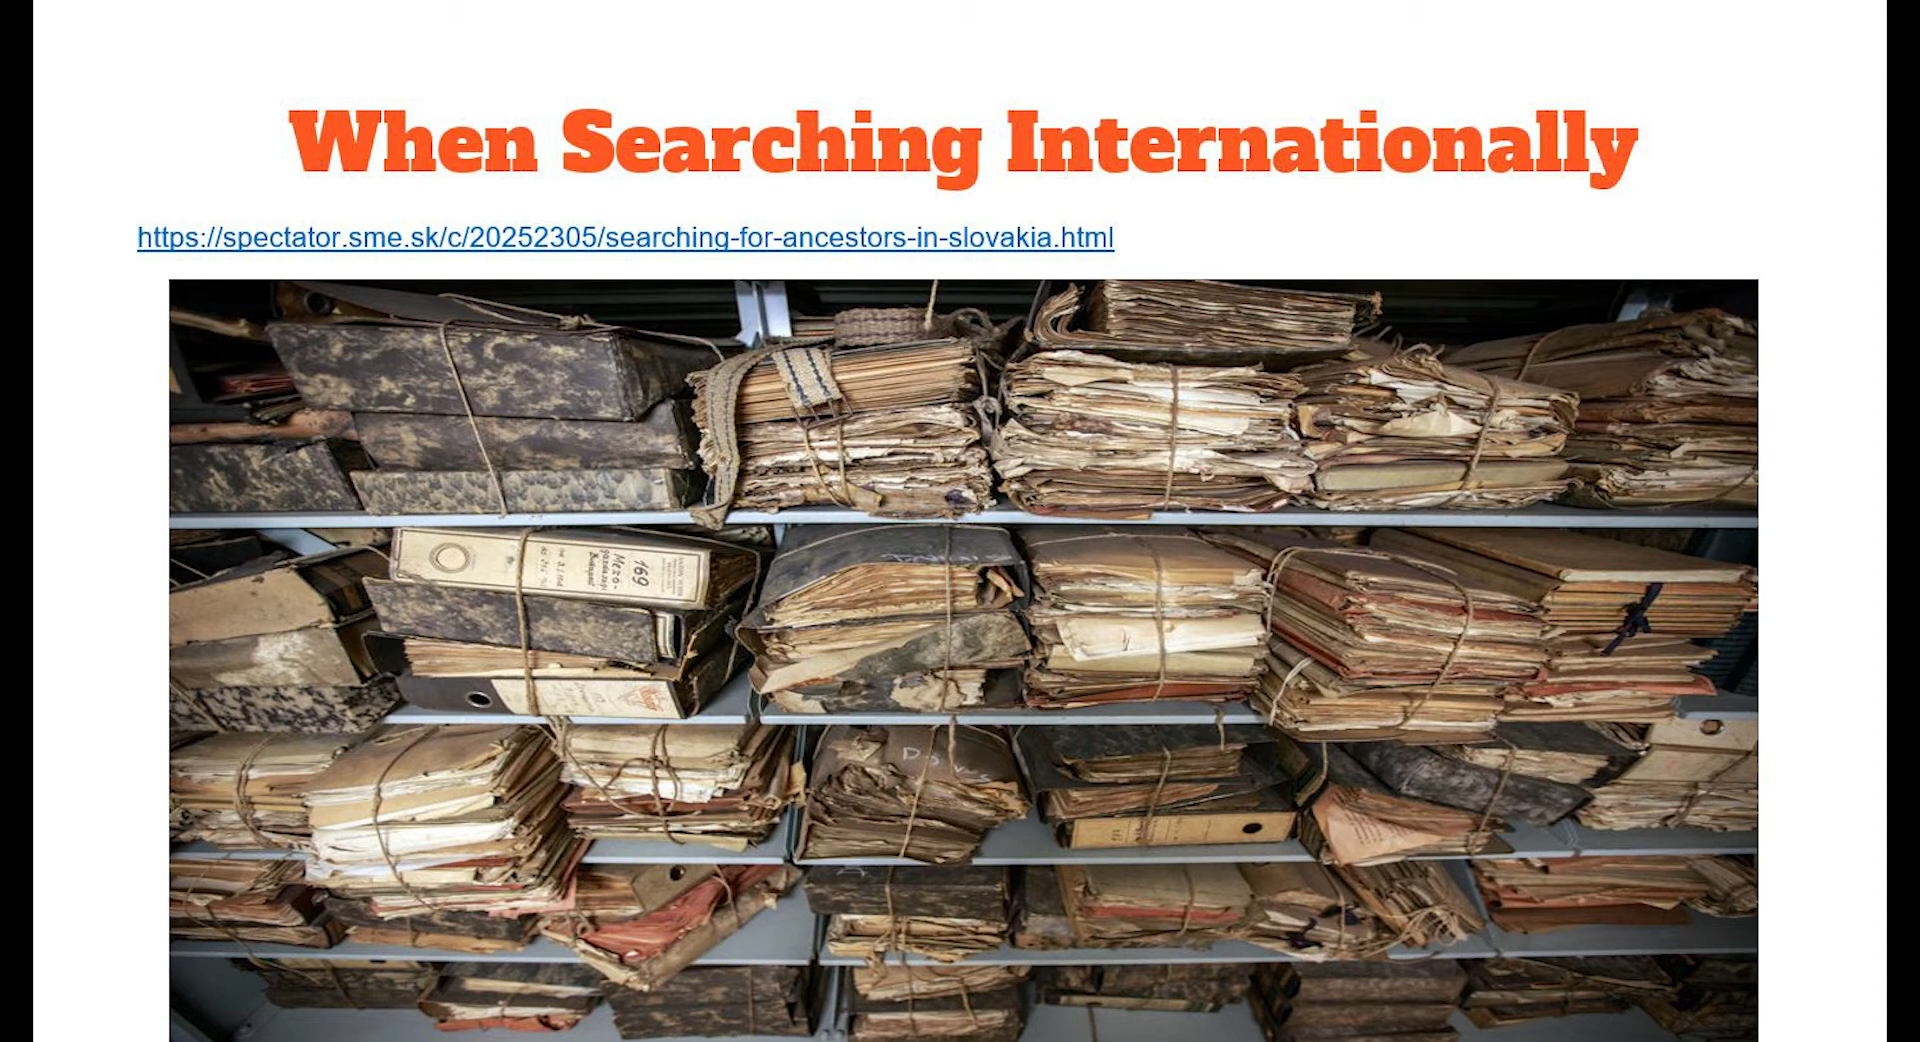 When Searching Internationally
https://spectator.sme.sk/c/20252305/searching-for-ancestors-in-slovakia.html
169